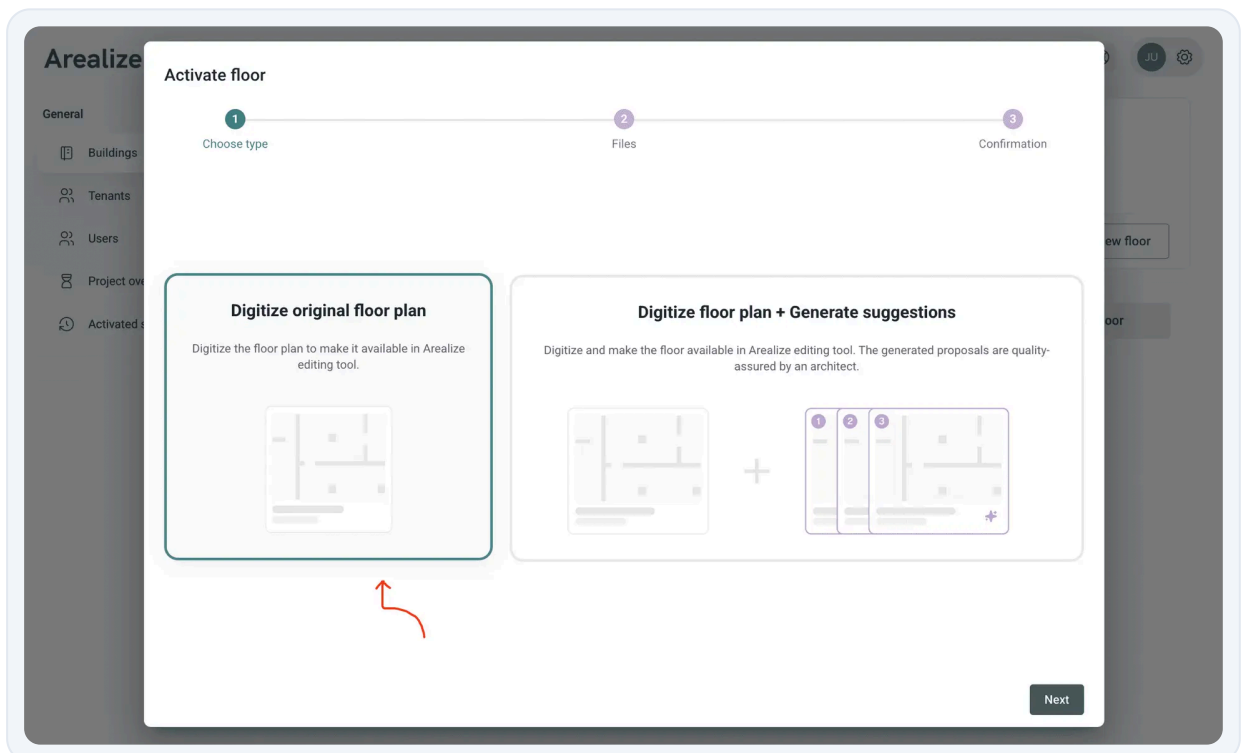 Arealize
JU
General
Buildings
Tenants
Users
Project ove
Activated s
Activate floor
1
2
3
Choose type
Files
Confirmation
ew floor
oor
Digitize original floor plan
Digitize the floor plan to make it available in Arealize
editing tool.
Digitize floor plan + Generate suggestions
Digitize and make the floor available in Arealize editing tool. The generated proposals are quality-
assured by an architect.
1
2
3
Next